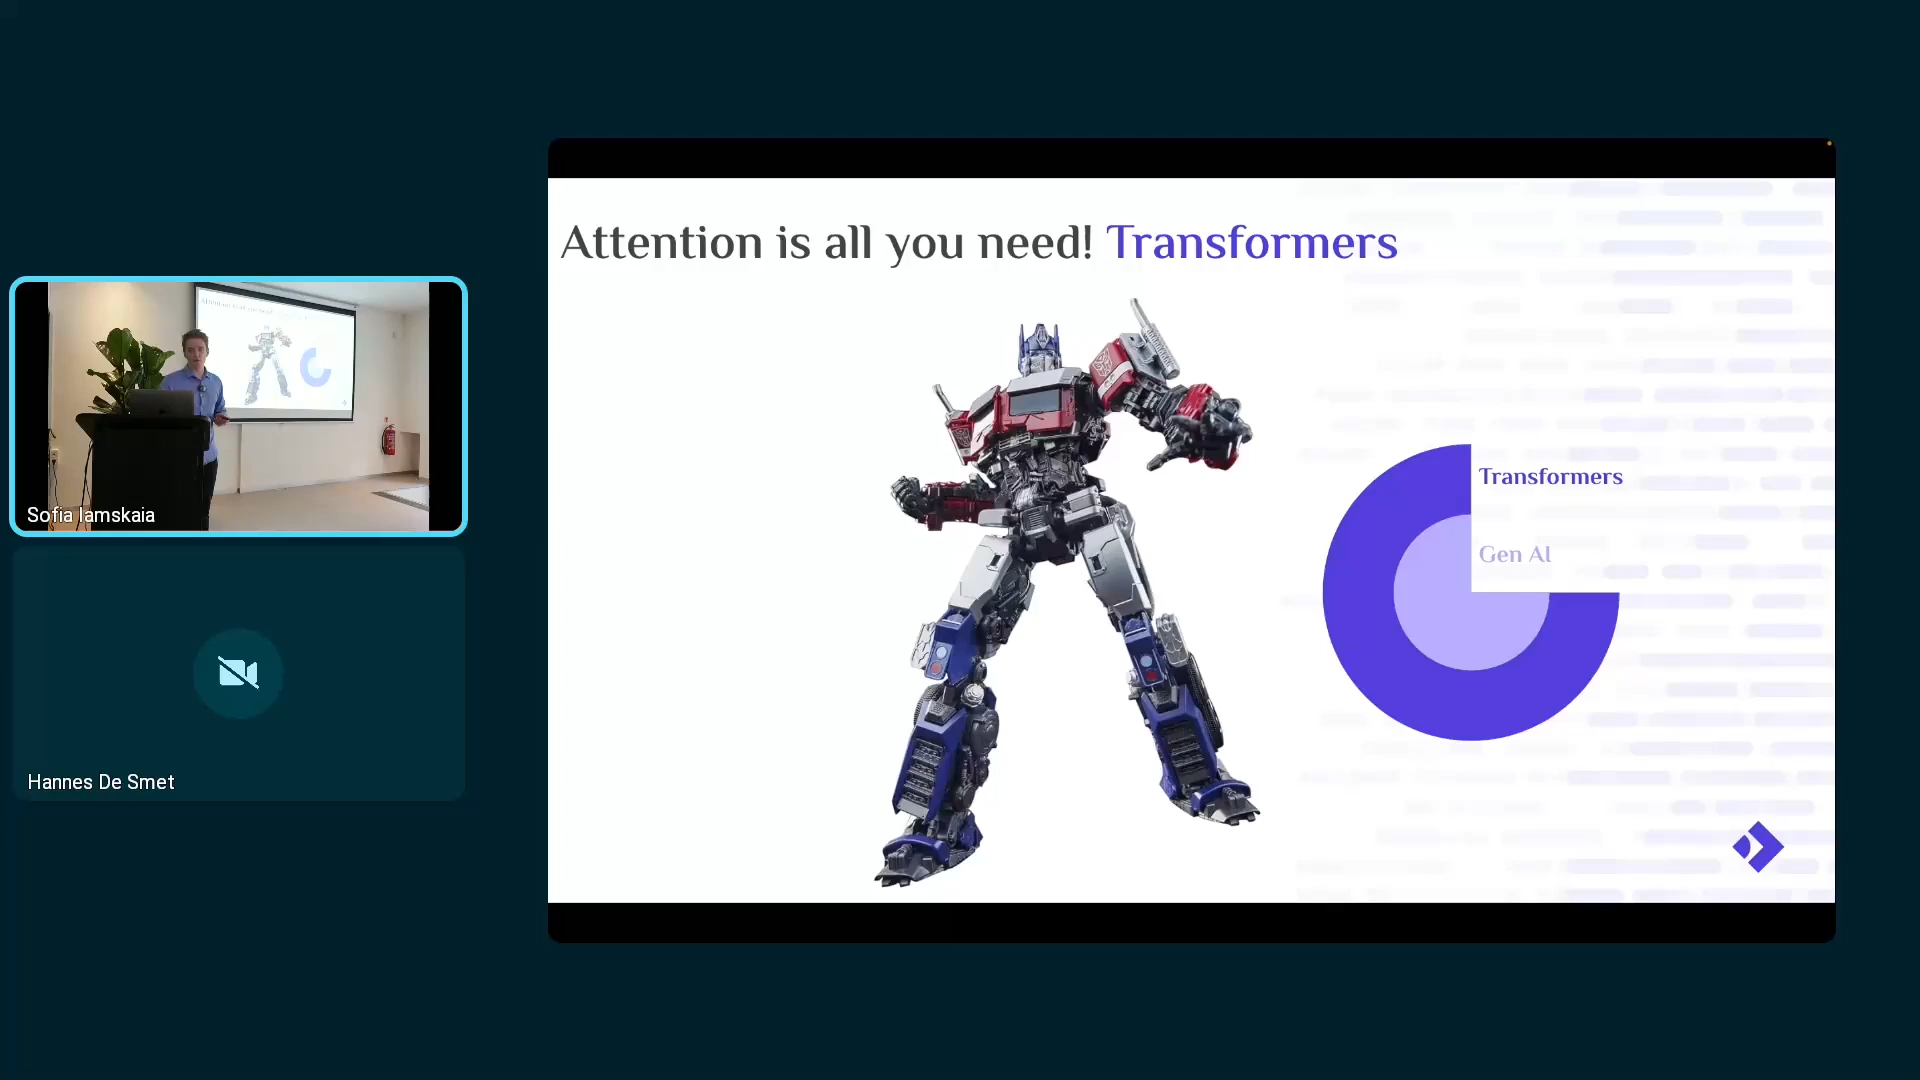 Attention is all you need! Transformers
Transformers
Gen AI
Sofia Iamskaia
Hannes De Smet